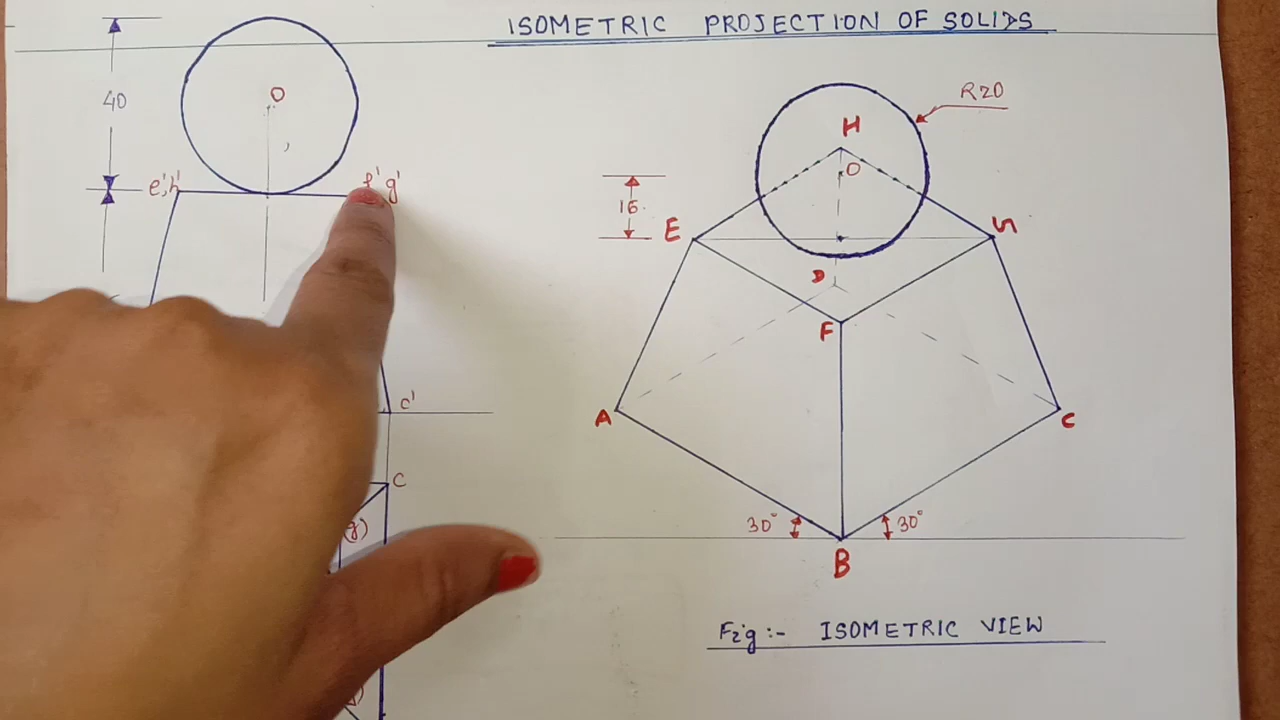 ISOMETRIC PROJECTION OF SOLIDS
40
O
e',h'
f' g'
c'
c
(g)
R20
H
O
16
E
G
D
F
A
C
30°
30°
B
Fig :- ISOMETRIC VIEW